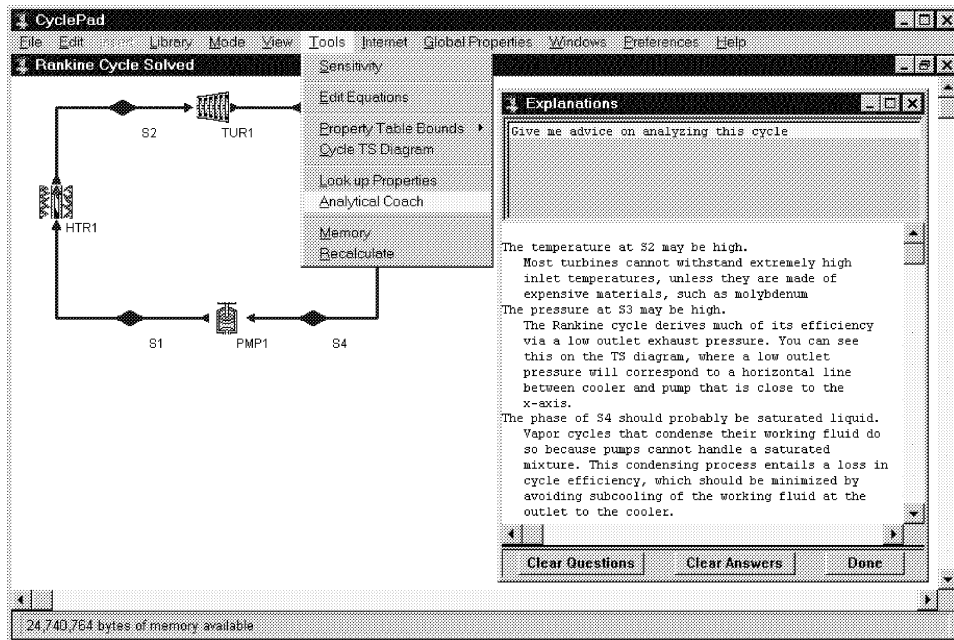 CyclePad
File Edit Insert Library Mode View Tools Internet Global Properties Windows Preferences Help
Rankine Cycle Solved
Sensitivity
Edit Equations
Property Table Bounds
Cycle TS Diagram
Look up Properties
Analytical Coach
Memory
Recalculate
S2
TUR1
HTR1
S1
PMP1
S4
Explanations
Give me advice on analyzing this cycle
The temperature at S2 may be high.
Most turbines cannot withstand extremely high
inlet temperatures, unless they are made of
expensive materials, such as molybdenum
The pressure at S3 may be high.
The Rankine cycle derives much of its efficiency
via a low outlet exhaust pressure. You can see
this on the TS diagram, where a low outlet
pressure will correspond to a horizontal line
between cooler and pump that is close to the
x-axis.
The phase of S4 should probably be saturated liquid.
Vapor cycles that condense their working fluid do
so because pumps cannot handle a saturated
mixture. This condensing process entails a loss in
cycle efficiency, which should be minimized by
avoiding subcooling of the working fluid at the
outlet to the cooler.
Clear Questions Clear Answers Done
24,740,764 bytes of memory available